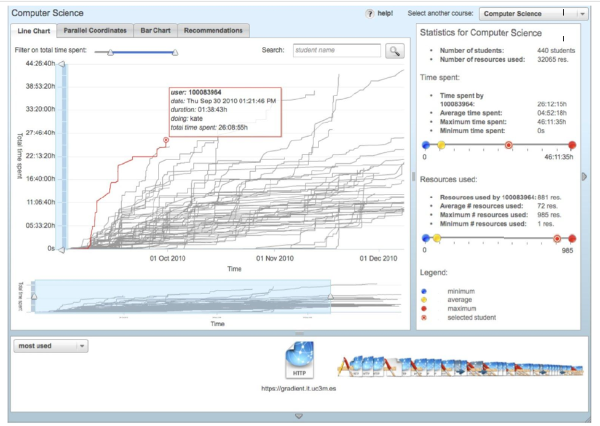 Computer Science
help!
Select another course:
Computer Science
Line Chart
Parallel Coordinates
Bar Chart
Recommendations
Filter on total time spent:
Search:
student name
44:26:40h
38:53:20h
33:20:00h
27:46:40h
22:13:20h
16:40:00h
11:06:40h
05:33:20h
0s
Total time spent
user: 100083964
date: Thu Sep 30 2010 01:21:46 PM
duration: 01:38:43h
doing: kate
total time spent: 26:08:55h
01 Oct 2010
01 Nov 2010
01 Dec 2010
Time
Total time spent
Time
Statistics for Computer Science
Number of students: 440 students
Number of resources used: 32065 res.
Time spent:
Time spent by
100083964: 26:12:15h
Average time spent: 04:52:18h
Maximum time spent: 46:11:35h
Minimum time spent: 0s
0
46:11:35h
Resources used:
Resources used by 100083964: 881 res.
Average # resources used: 72 res.
Maximum # resources used: 985 res.
Minimum # resources used: 1 res.
0
985
Legend:
minimum
average
maximum
selected student
most used
HTTP
https://gradient.it.uc3m.es